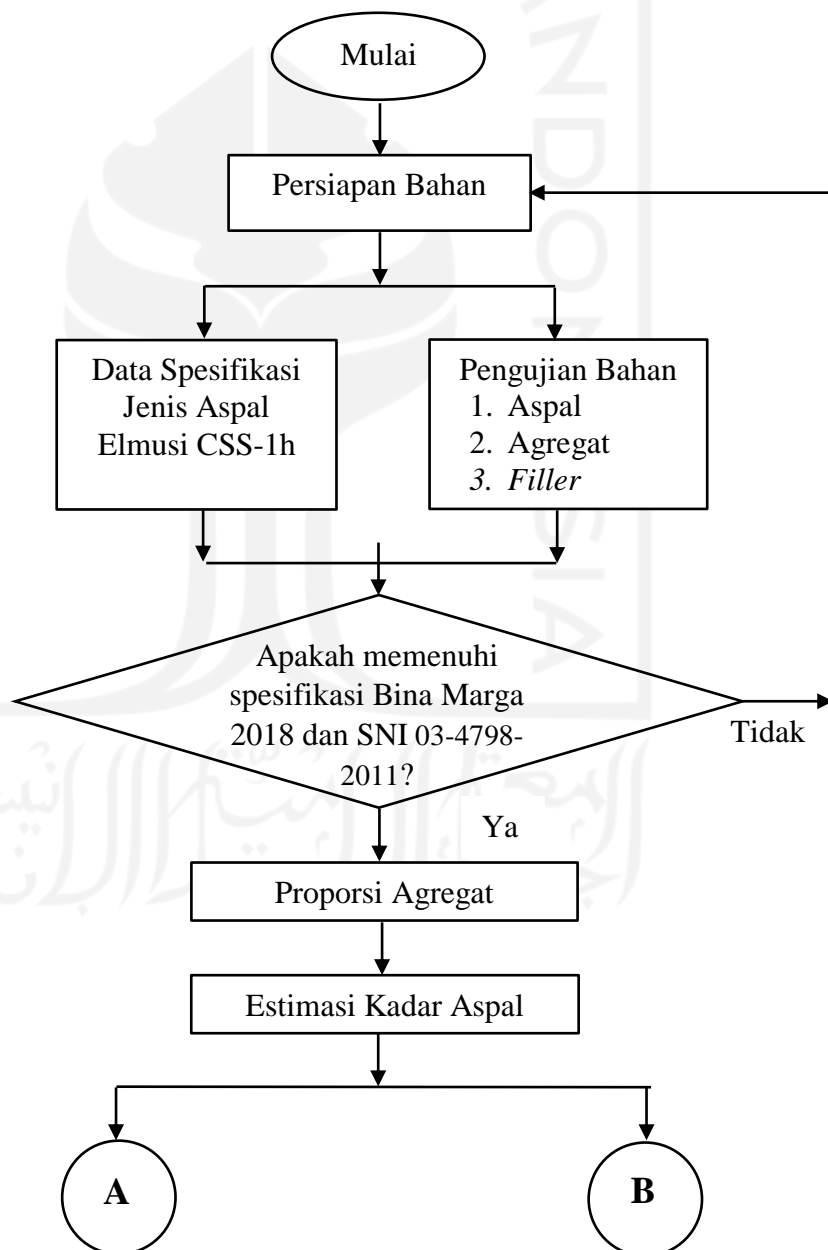 Mulai
Persiapan Bahan
Data Spesifikasi
Jenis Aspal
Elmusi CSS-1h
Pengujian Bahan
1. Aspal
2. Agregat
3. Filler
Apakah memenuhi
spesifikasi Bina Marga
2018 dan SNI 03-4798-
2011?
Tidak
Ya
Proporsi Agregat
Estimasi Kadar Aspal
A
B